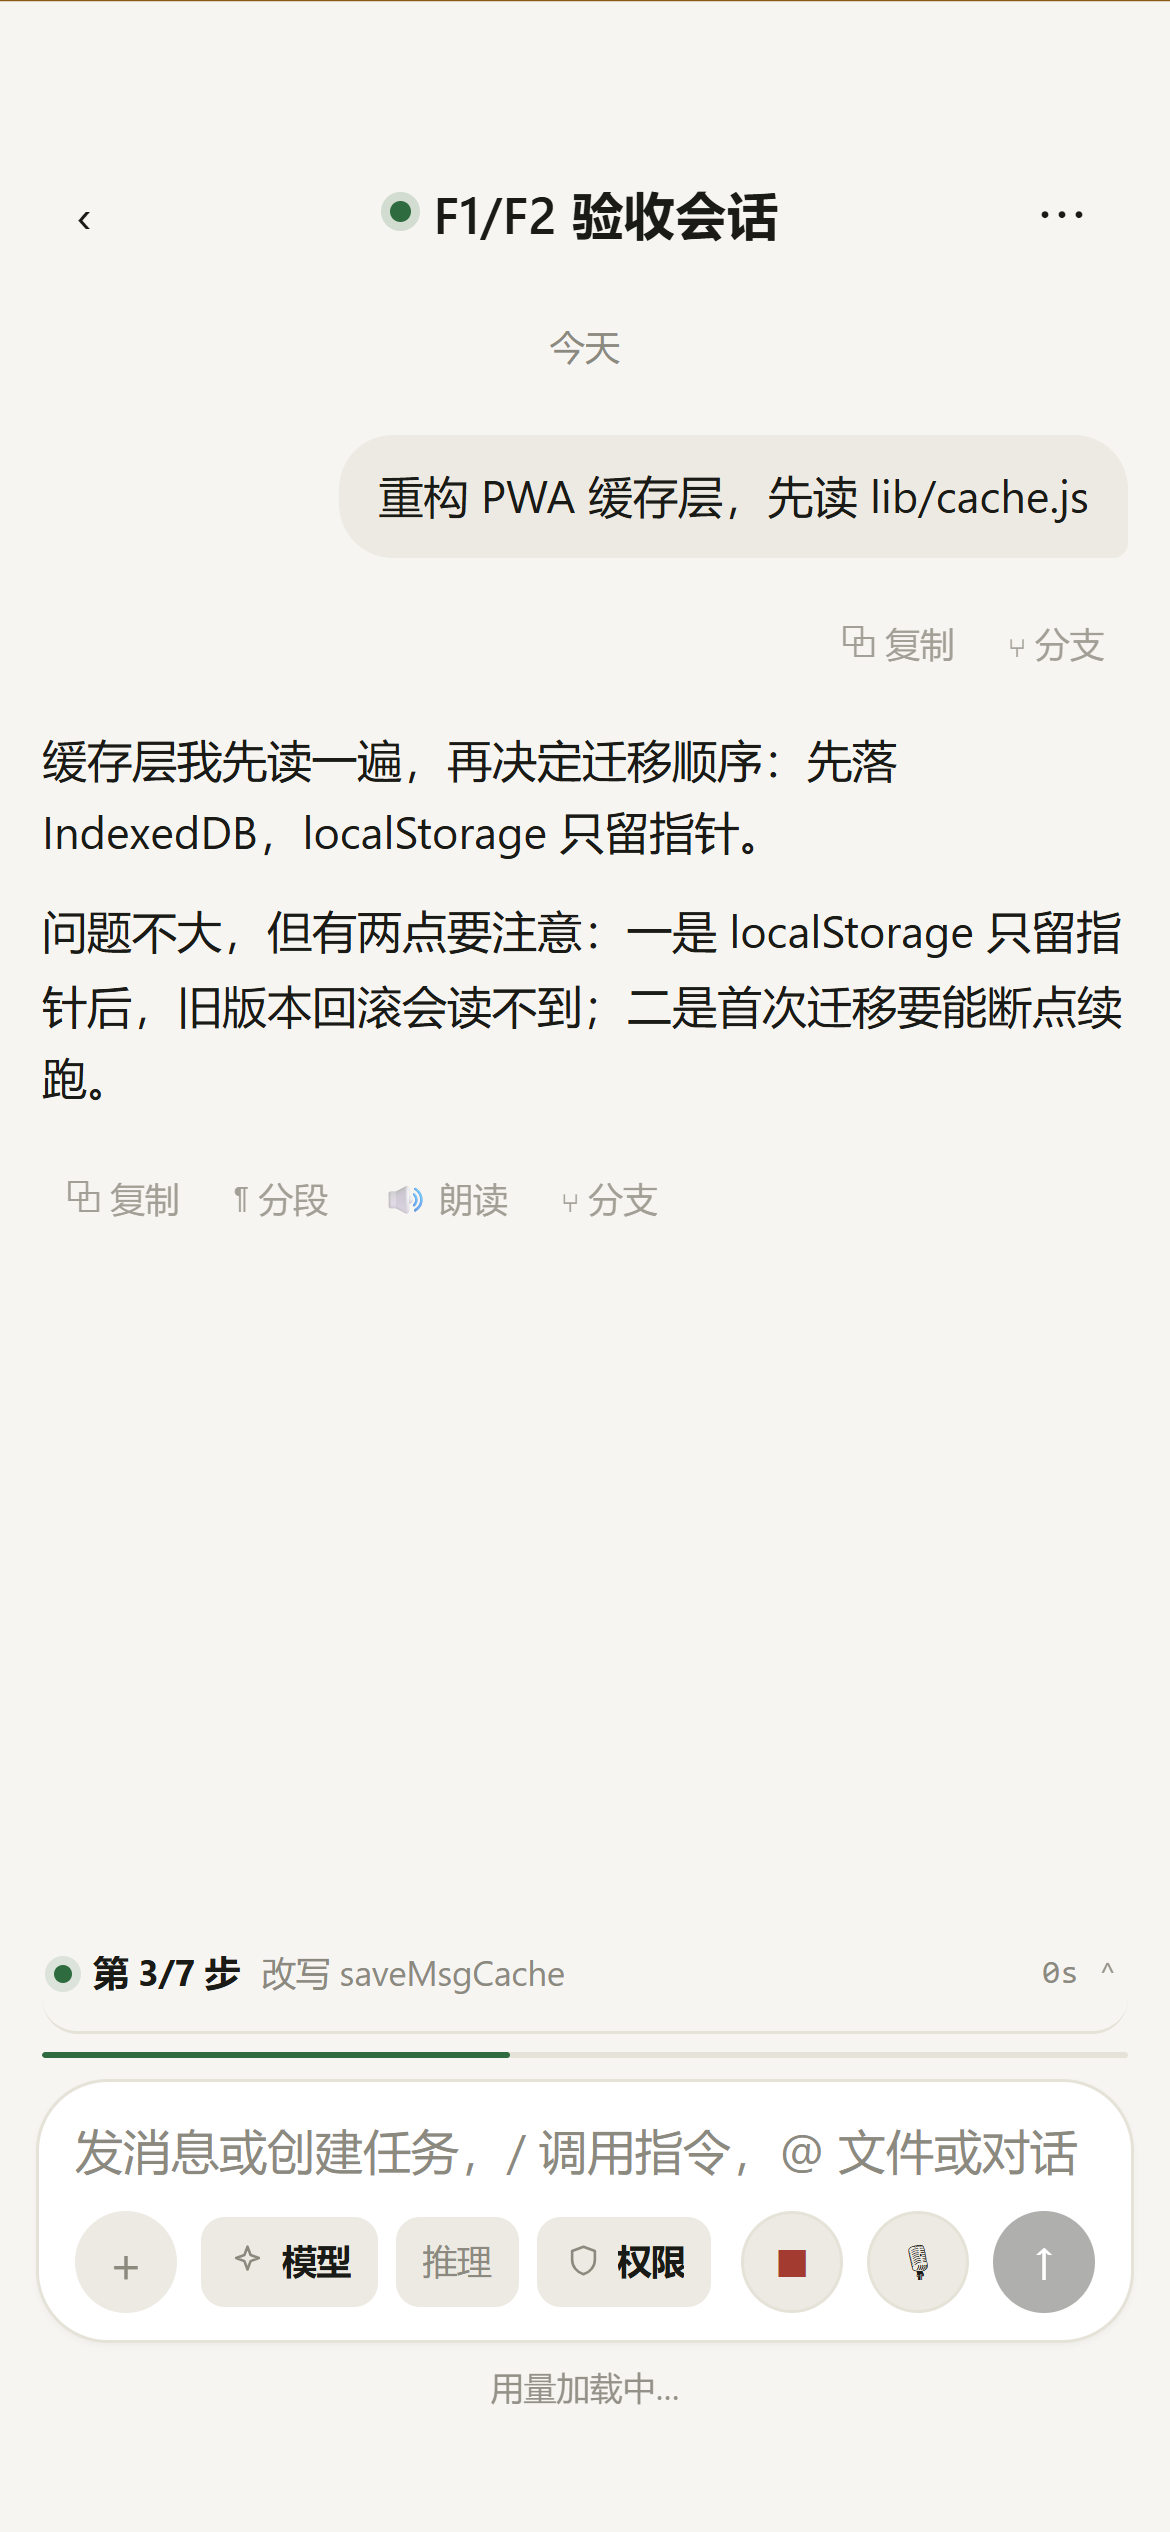 F1/F2 验收会话
今天
重构 PWA 缓存层，先读 lib/cache.js
复制 分支
缓存层我先读一遍，再决定迁移顺序：先落
IndexedDB，localStorage 只留指针。
问题不大，但有两点要注意：一是 localStorage 只留指
针后，旧版本回滚会读不到；二是首次迁移要能断点续
跑。
复制 ¶ 分段 朗读 分支
第 3/7 步 改写 saveMsgCache 0s ^
发消息或创建任务，/ 调用指令，@ 文件或对话
+ 模型 推理 权限 ↑
用量加载中...